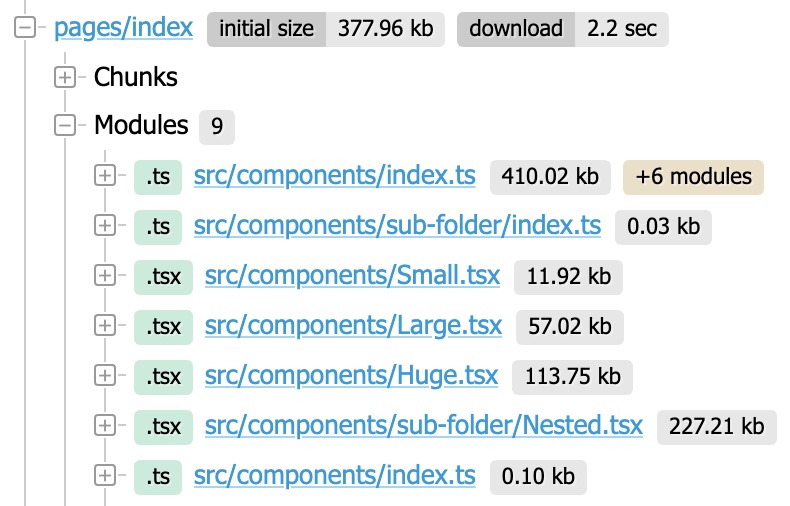 pages/index initial size 377.96 kb download 2.2 sec
Chunks
Modules 9
.ts src/components/index.ts 410.02 kb +6 modules
.ts src/components/sub-folder/index.ts 0.03 kb
.tsx src/components/Small.tsx 11.92 kb
.tsx src/components/Large.tsx 57.02 kb
.tsx src/components/Huge.tsx 113.75 kb
.tsx src/components/sub-folder/Nested.tsx 227.21 kb
.ts src/components/index.ts 0.10 kb